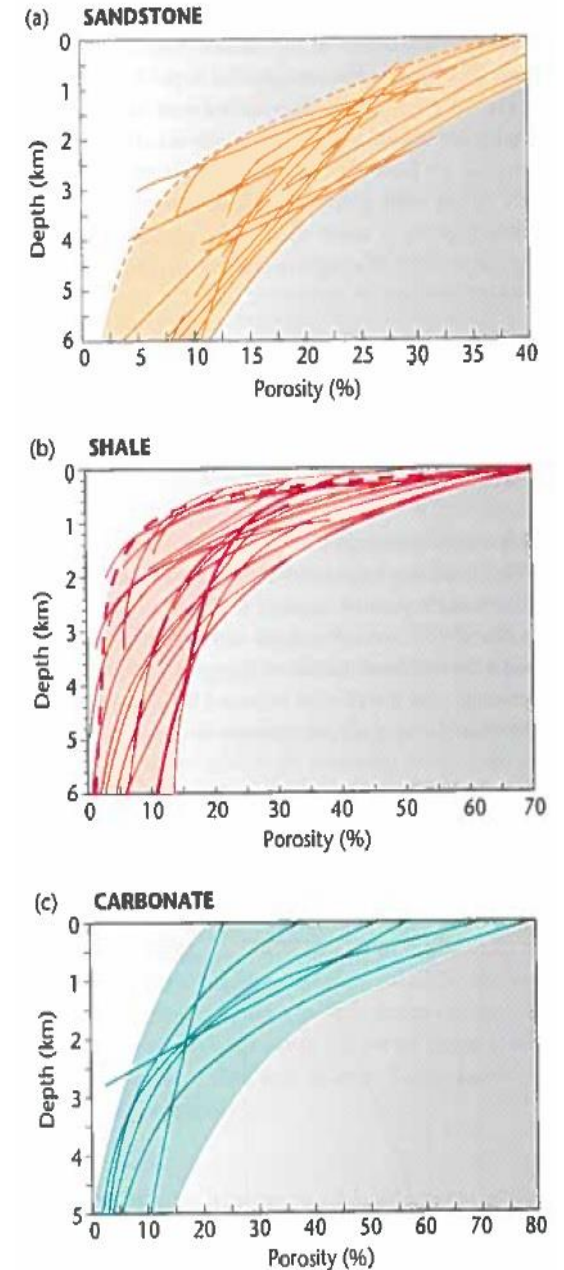 (a) SANDSTONE
0
1
2
3
4
5
6
Depth (km)
0 5 10 15 20 25 30 35 40
Porosity (%)
(b) SHALE
0
1
2
3
4
5
6
Depth (km)
0 10 20 30 40 50 60 70
Porosity (%)
(c) CARBONATE
0
1
2
3
4
5
Depth (km)
0 10 20 30 40 50 60 70 80
Porosity (%)